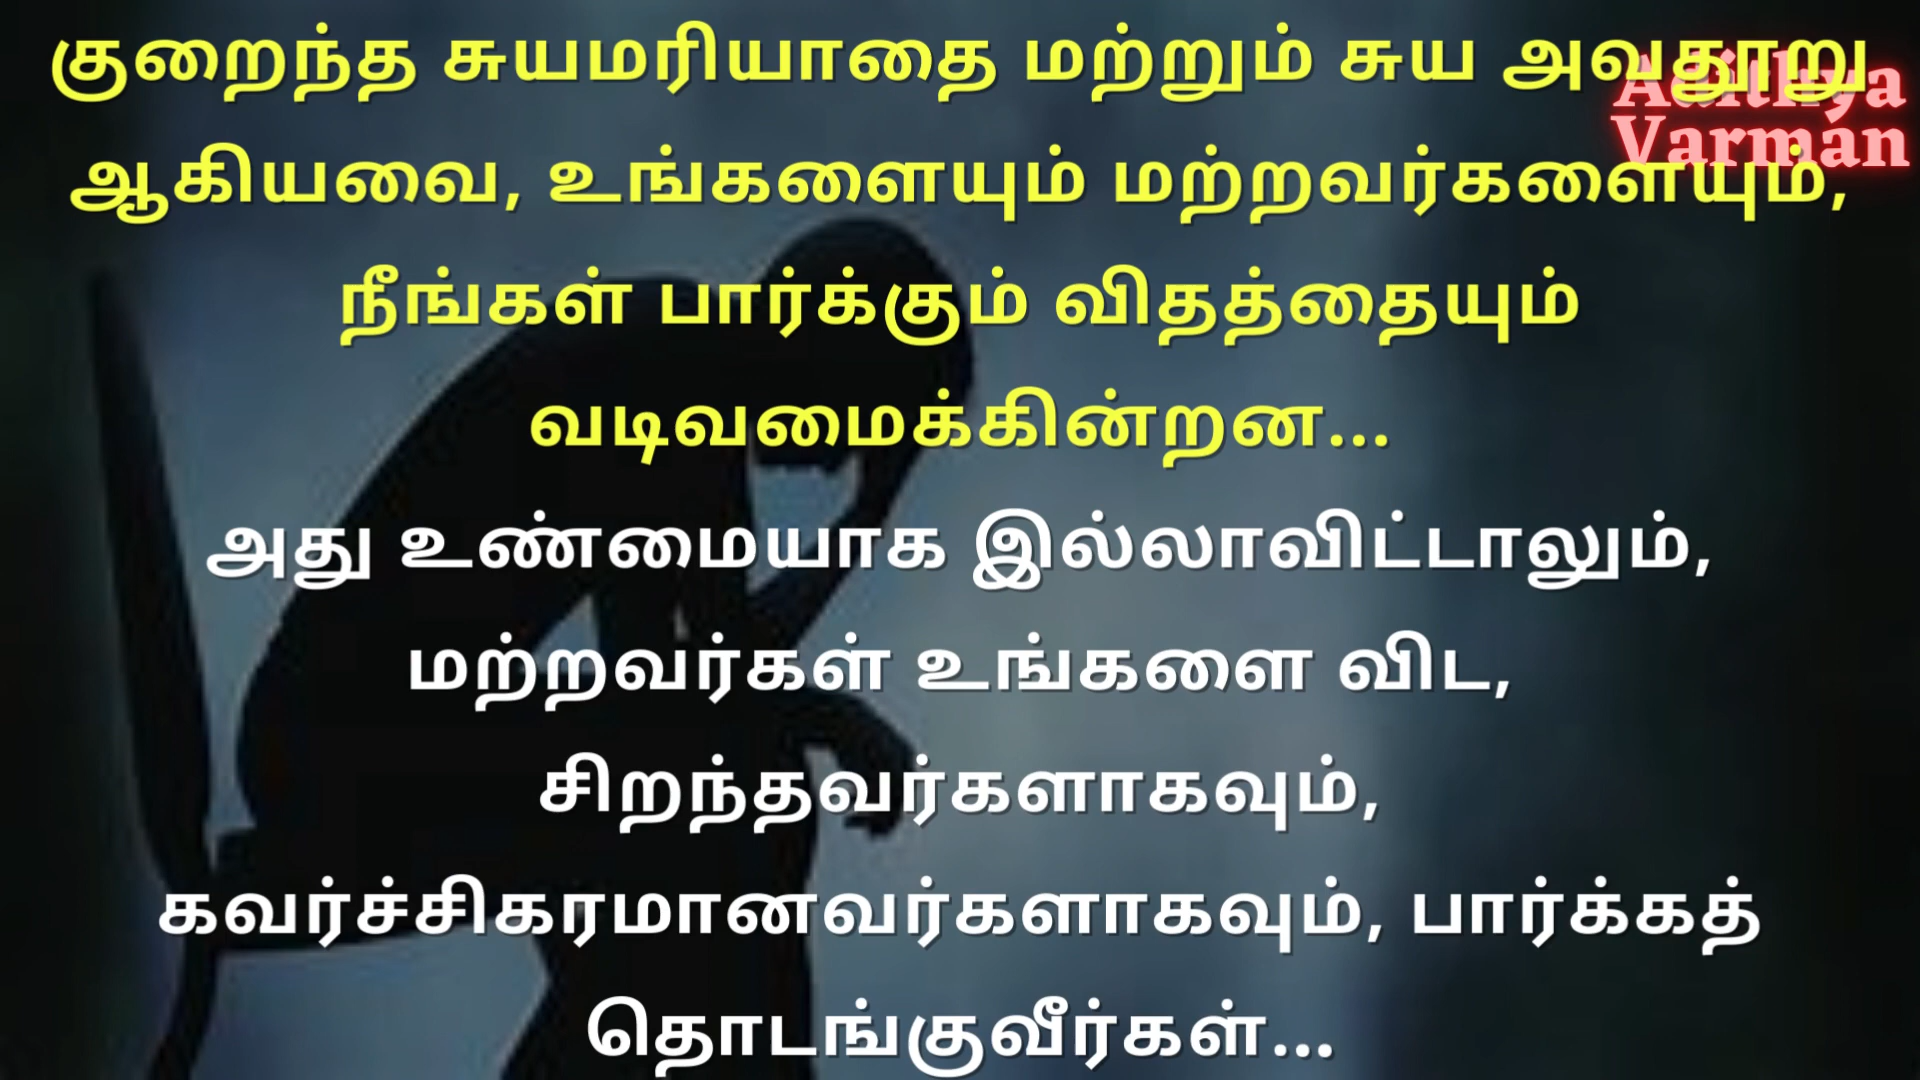 குறைந்த சுயமரியாதை மற்றும் சுய அவதூறு
Adithya
Varman
ஆகியவை, உங்களையும் மற்றவர்களையும்,
நீங்கள் பார்க்கும் விதத்தையும்
வடிவமைக்கின்றன...
அது உண்மையாக இல்லாவிட்டாலும்,
மற்றவர்கள் உங்களை விட,
சிறந்தவர்களாகவும்,
கவர்ச்சிகரமானவர்களாகவும், பார்க்கத்
தொடங்குவீர்கள்...